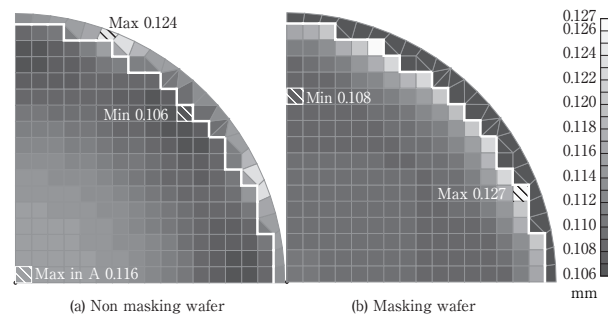 Max 0.124
Min 0.106
Max in A 0.116
(a) Non masking wafer
Min 0.108
Max 0.127
(b) Masking wafer
0.127
0.126
0.124
0.122
0.120
0.118
0.116
0.114
0.112
0.110
0.108
0.106
mm